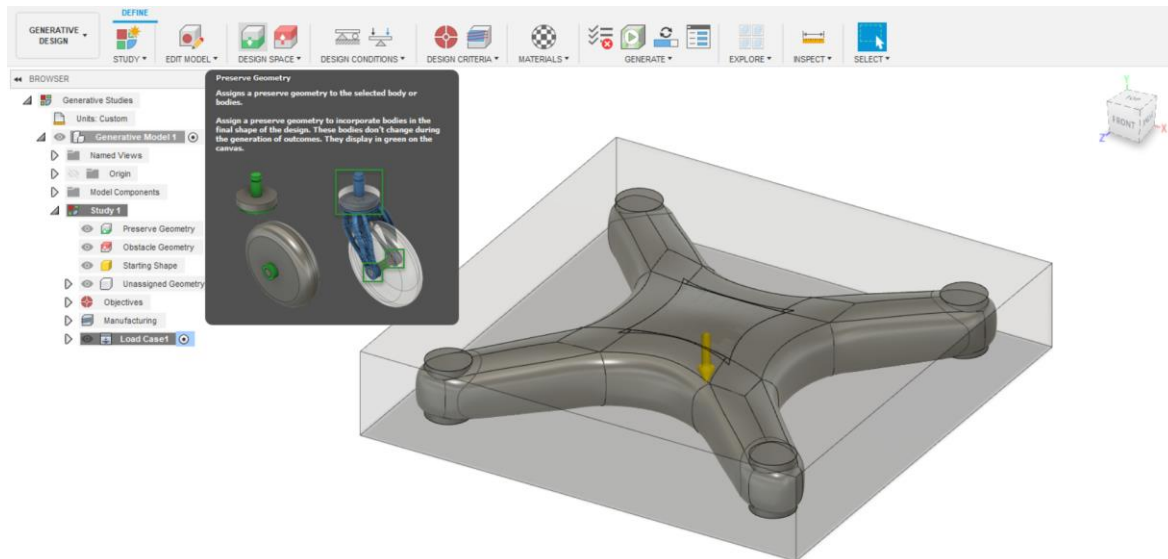 DEFINE
GENERATIVE DESIGN
STUDY
EDIT MODEL
DESIGN SPACE
DESIGN CONDITIONS
DESIGN CRITERIA
MATERIALS
GENERATE
EXPLORE
INSPECT
SELECT
BROWSER
Generative Studies
Units: Custom
Generative Model 1
Named Views
Origin
Model Components
Study 1
Preserve Geometry
Obstacle Geometry
Starting Shape
Unassigned Geometry
Objectives
Manufacturing
Load Case1
Preserve Geometry
Assigns a preserve geometry to the selected body or
bodies.
Assign a preserve geometry to incorporate bodies in the
final shape of the design. These bodies don't change during
the generation of outcomes. They display in green on the
canvas.
Y
TOP
FRONT
Z
X